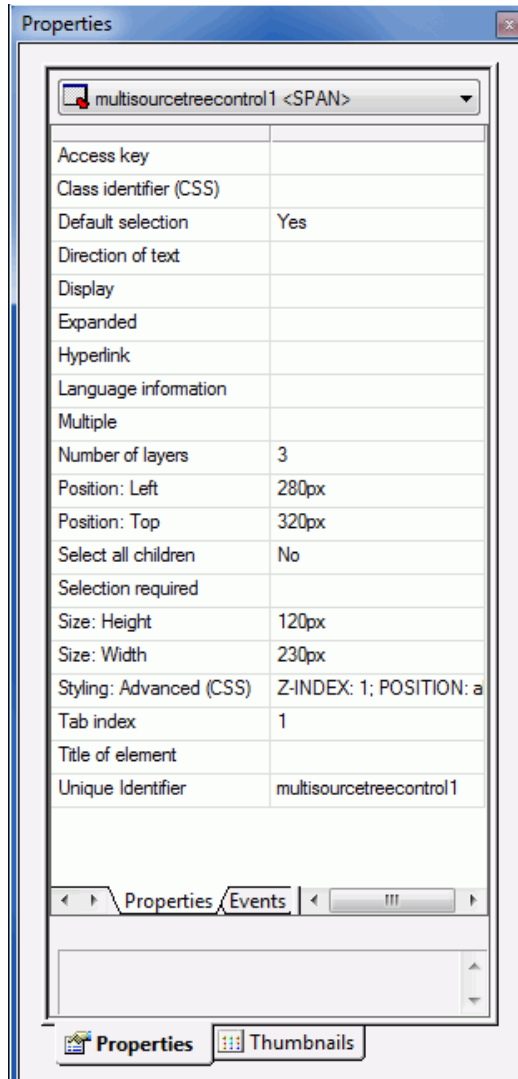 Properties
multisourcetreecontrol1 <SPAN>
Access key
Class identifier (CSS)
Default selection Yes
Direction of text
Display
Expanded
Hyperlink
Language information
Multiple
Number of layers 3
Position: Left 280px
Position: Top 320px
Select all children No
Selection required
Size: Height 120px
Size: Width 230px
Styling: Advanced (CSS) Z-INDEX: 1; POSITION: a
Tab index 1
Title of element
Unique Identifier multisourcetreecontrol1
Properties Events
Properties Thumbnails